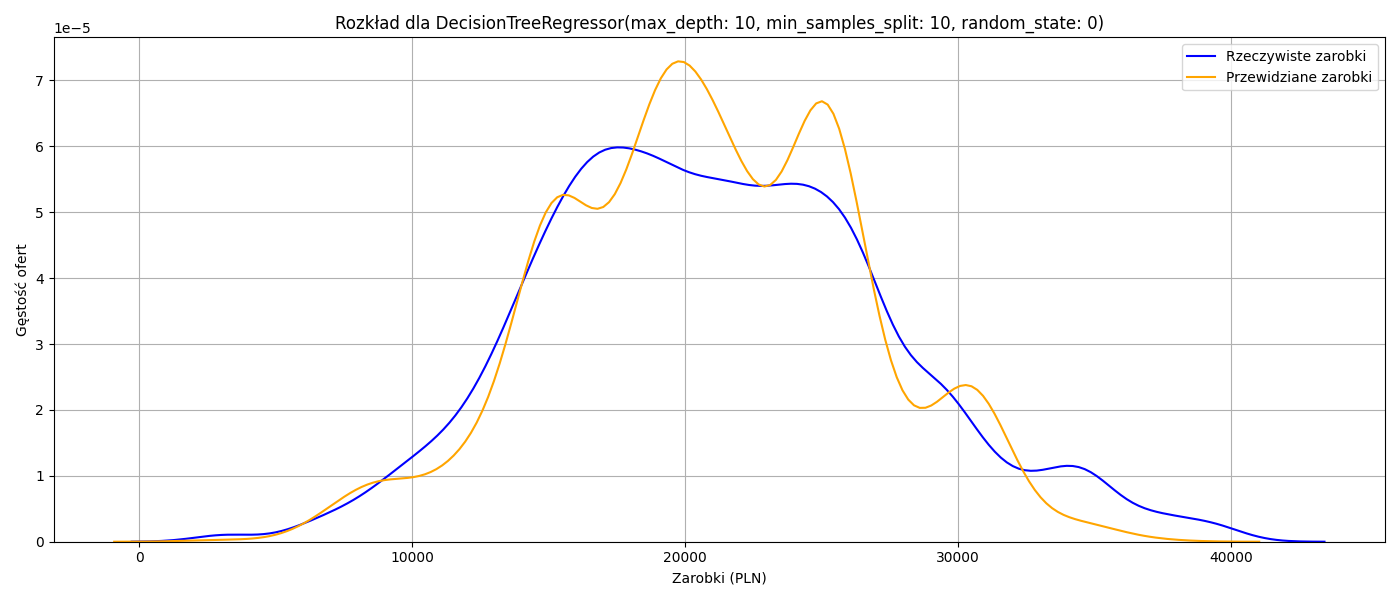 Rozkład dla DecisionTreeRegressor(max_depth: 10, min_samples_split: 10, random_state: 0)
1e−5
Rzeczywiste zarobki
Przewidziane zarobki
7
6
5
4
3
2
1
0
Gęstość ofert
0 10000 20000 30000 40000
Zarobki (PLN)